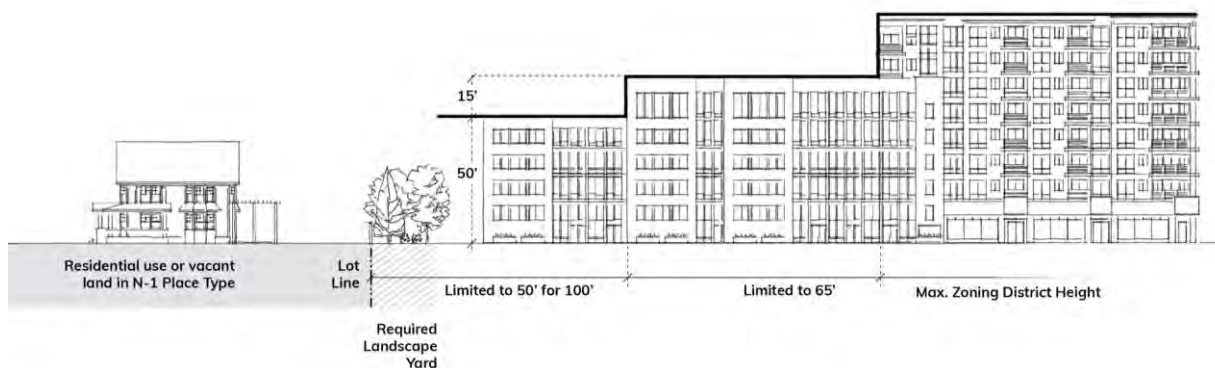 15'
50'
Residential use or vacant
land in N-1 Place Type
Lot
Line
Limited to 50' for 100'
Limited to 65'
Max. Zoning District Height
Required
Landscape
Yard